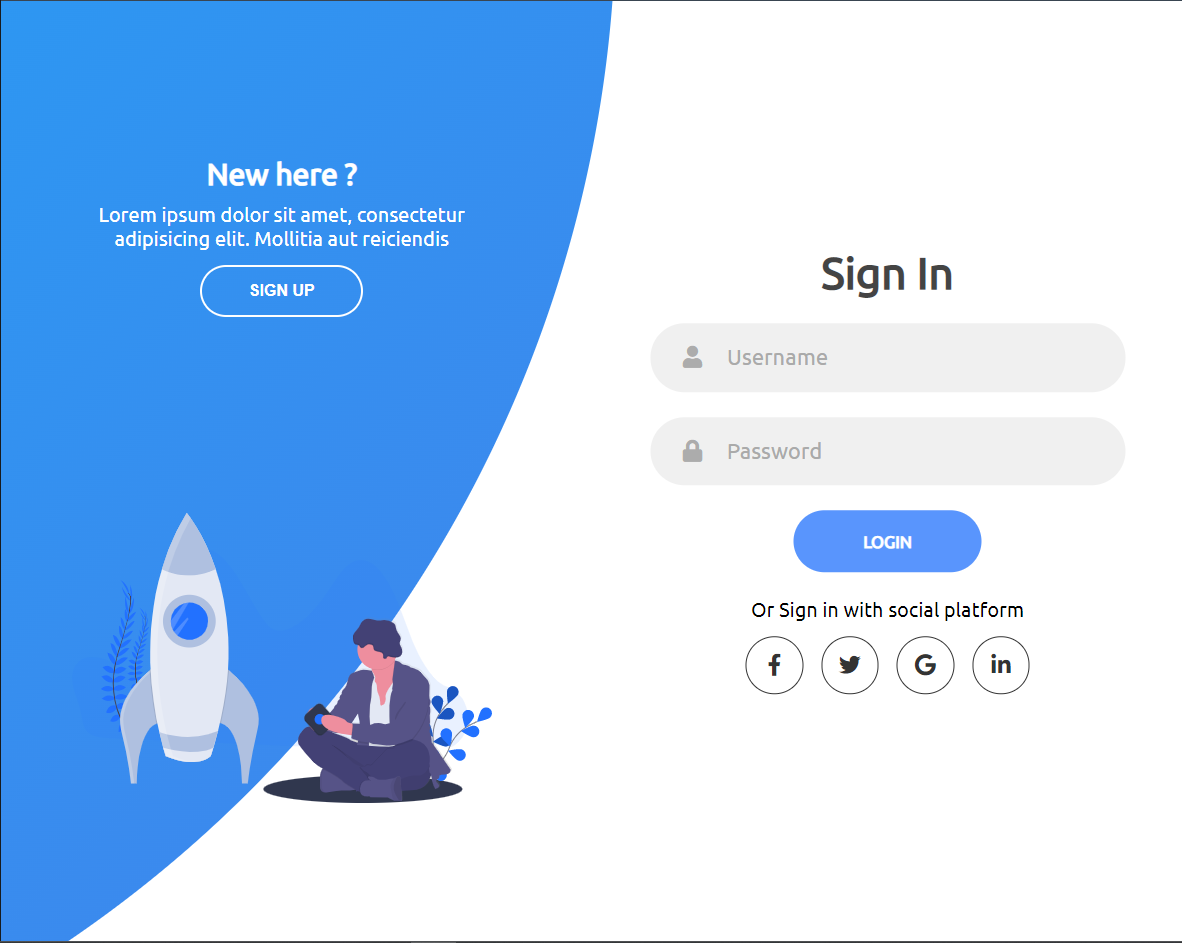 New here ?
Lorem ipsum dolor sit amet, consectetur
adipisicing elit. Mollitia aut reiciendis
SIGN UP
Sign In
Username
Password
LOGIN
Or Sign in with social platform